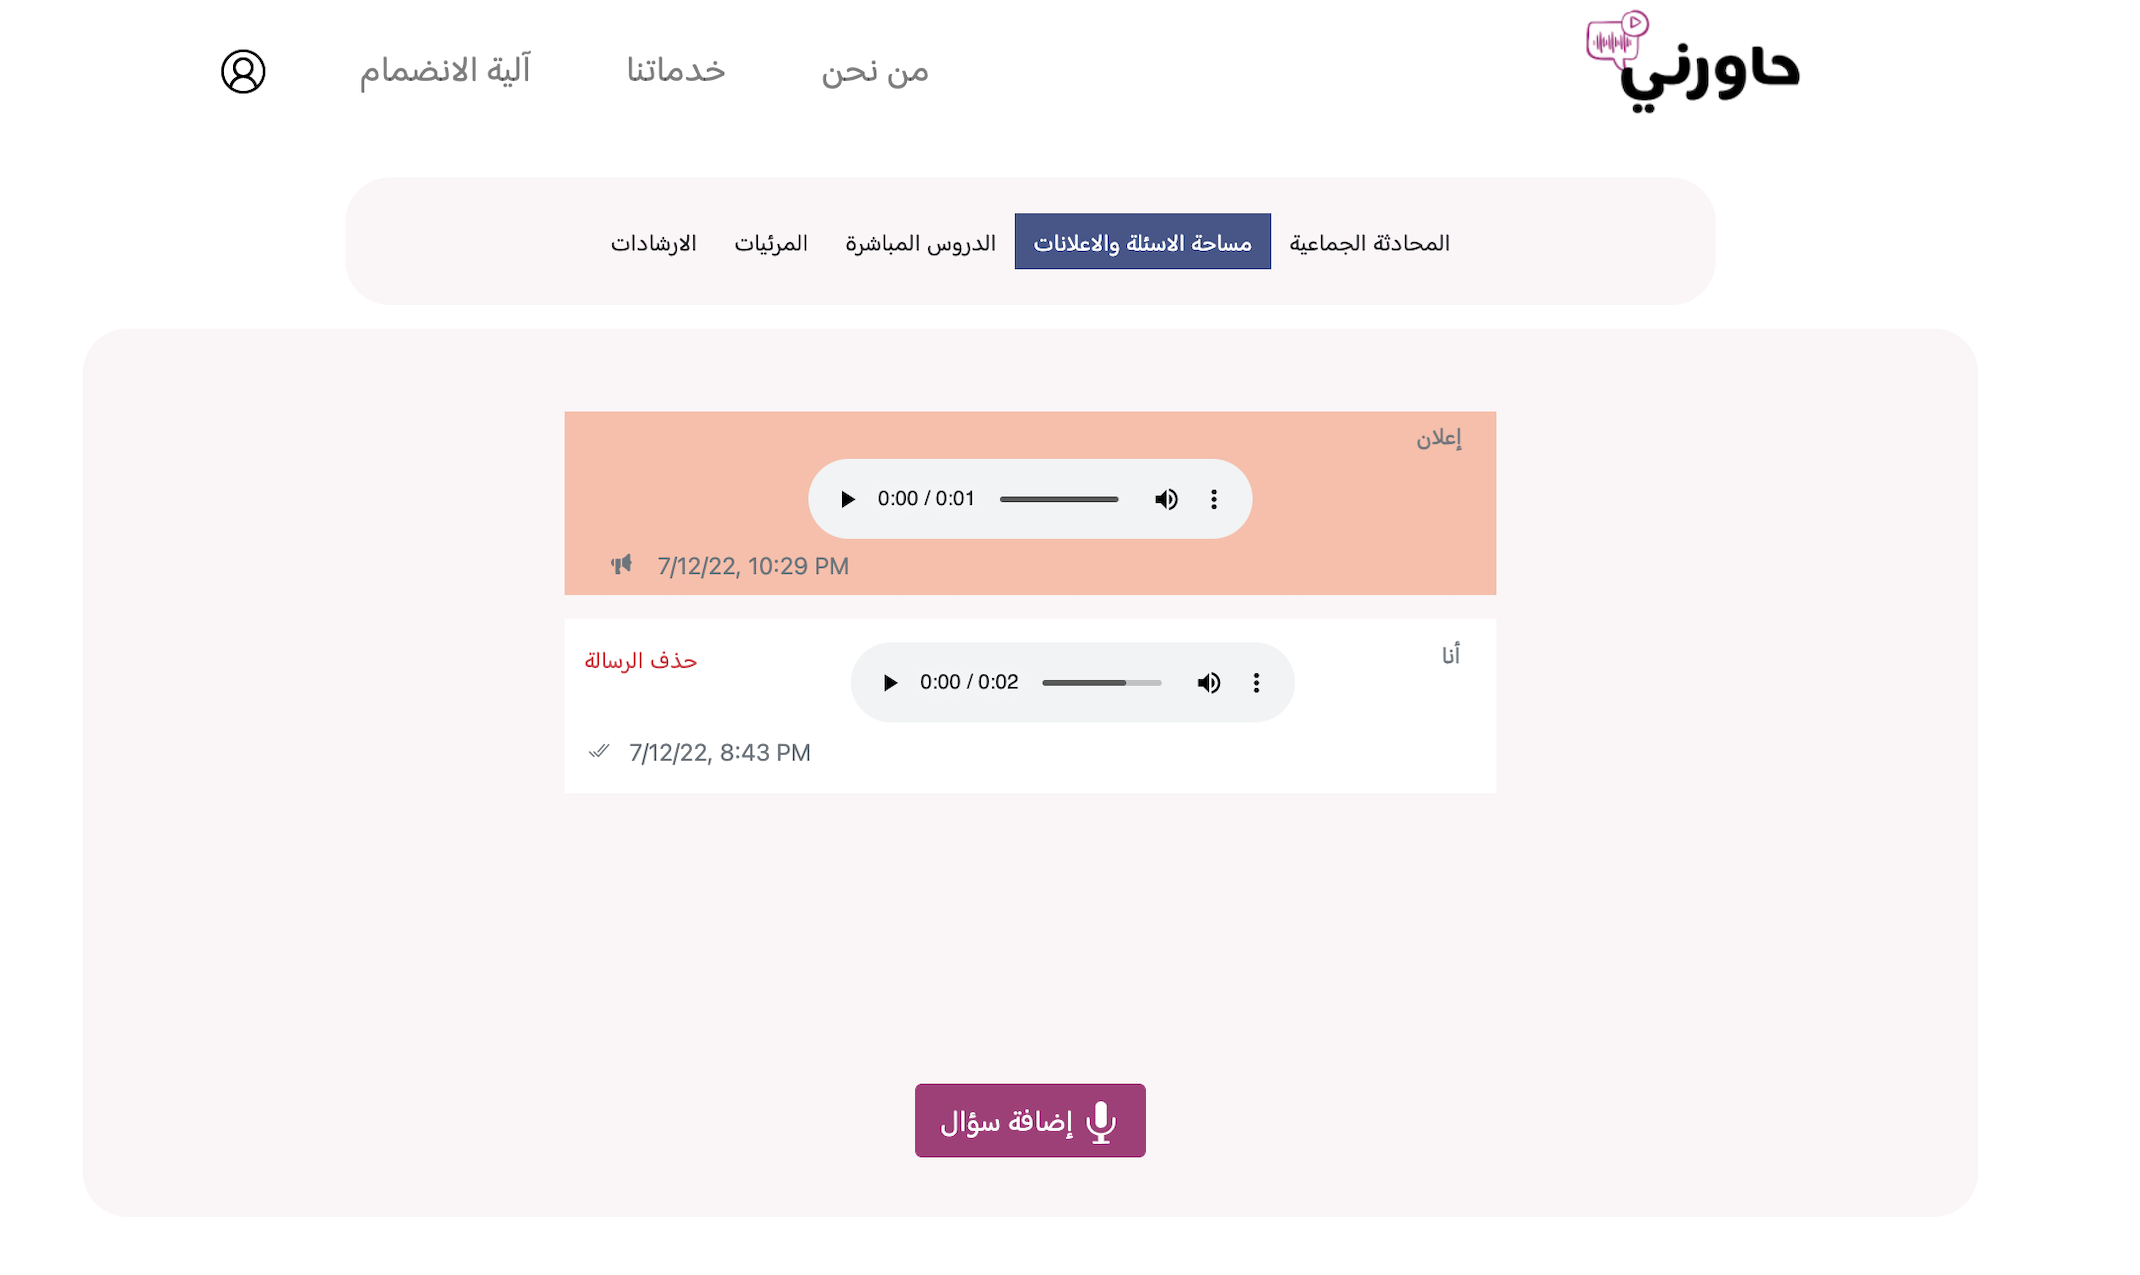 حاورني
من نحن
خدماتنا
آلية الانضمام
المحادثة الجماعية
مساحة الاسئلة والاعلانات
الدروس المباشرة
المرئيات
الارشادات
إعلان
0:00 / 0:01
7/12/22, 10:29 PM
أنا
0:00 / 0:02
حذف الرسالة
7/12/22, 8:43 PM
إضافة سؤال